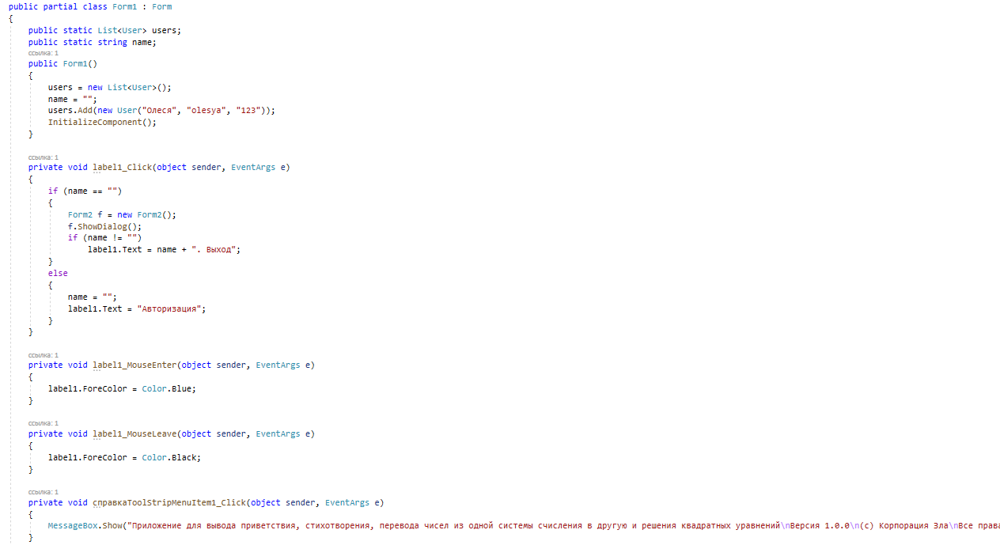 public partial class Form1 : Form
{
public static List<User> users;
public static string name;
ссылка: 1
public Form1()
{
users = new List<User>();
name = "";
users.Add(new User("Олеся", "olesya", "123"));
InitializeComponent();
}
ссылка: 1
private void label1_Click(object sender, EventArgs e)
{
if (name == "")
{
Form2 f = new Form2();
f.ShowDialog();
if (name != "")
label1.Text = name + ". Выход";
}
else
{
name = "";
label1.Text = "Авторизация";
}
}
ссылка: 1
private void label1_MouseEnter(object sender, EventArgs e)
{
label1.ForeColor = Color.Blue;
}
ссылка: 1
private void label1_MouseLeave(object sender, EventArgs e)
{
label1.ForeColor = Color.Black;
}
ссылка: 1
private void справкаToolStripMenuItem1_Click(object sender, EventArgs e)
{
MessageBox.Show("Приложение для вывода приветствия, стихотворения, перевода чисел из одной системы счисления в другую и решения квадратных уравнений\nВерсия 1.0.0\n(c) Корпорация Зла\nВсе права
}